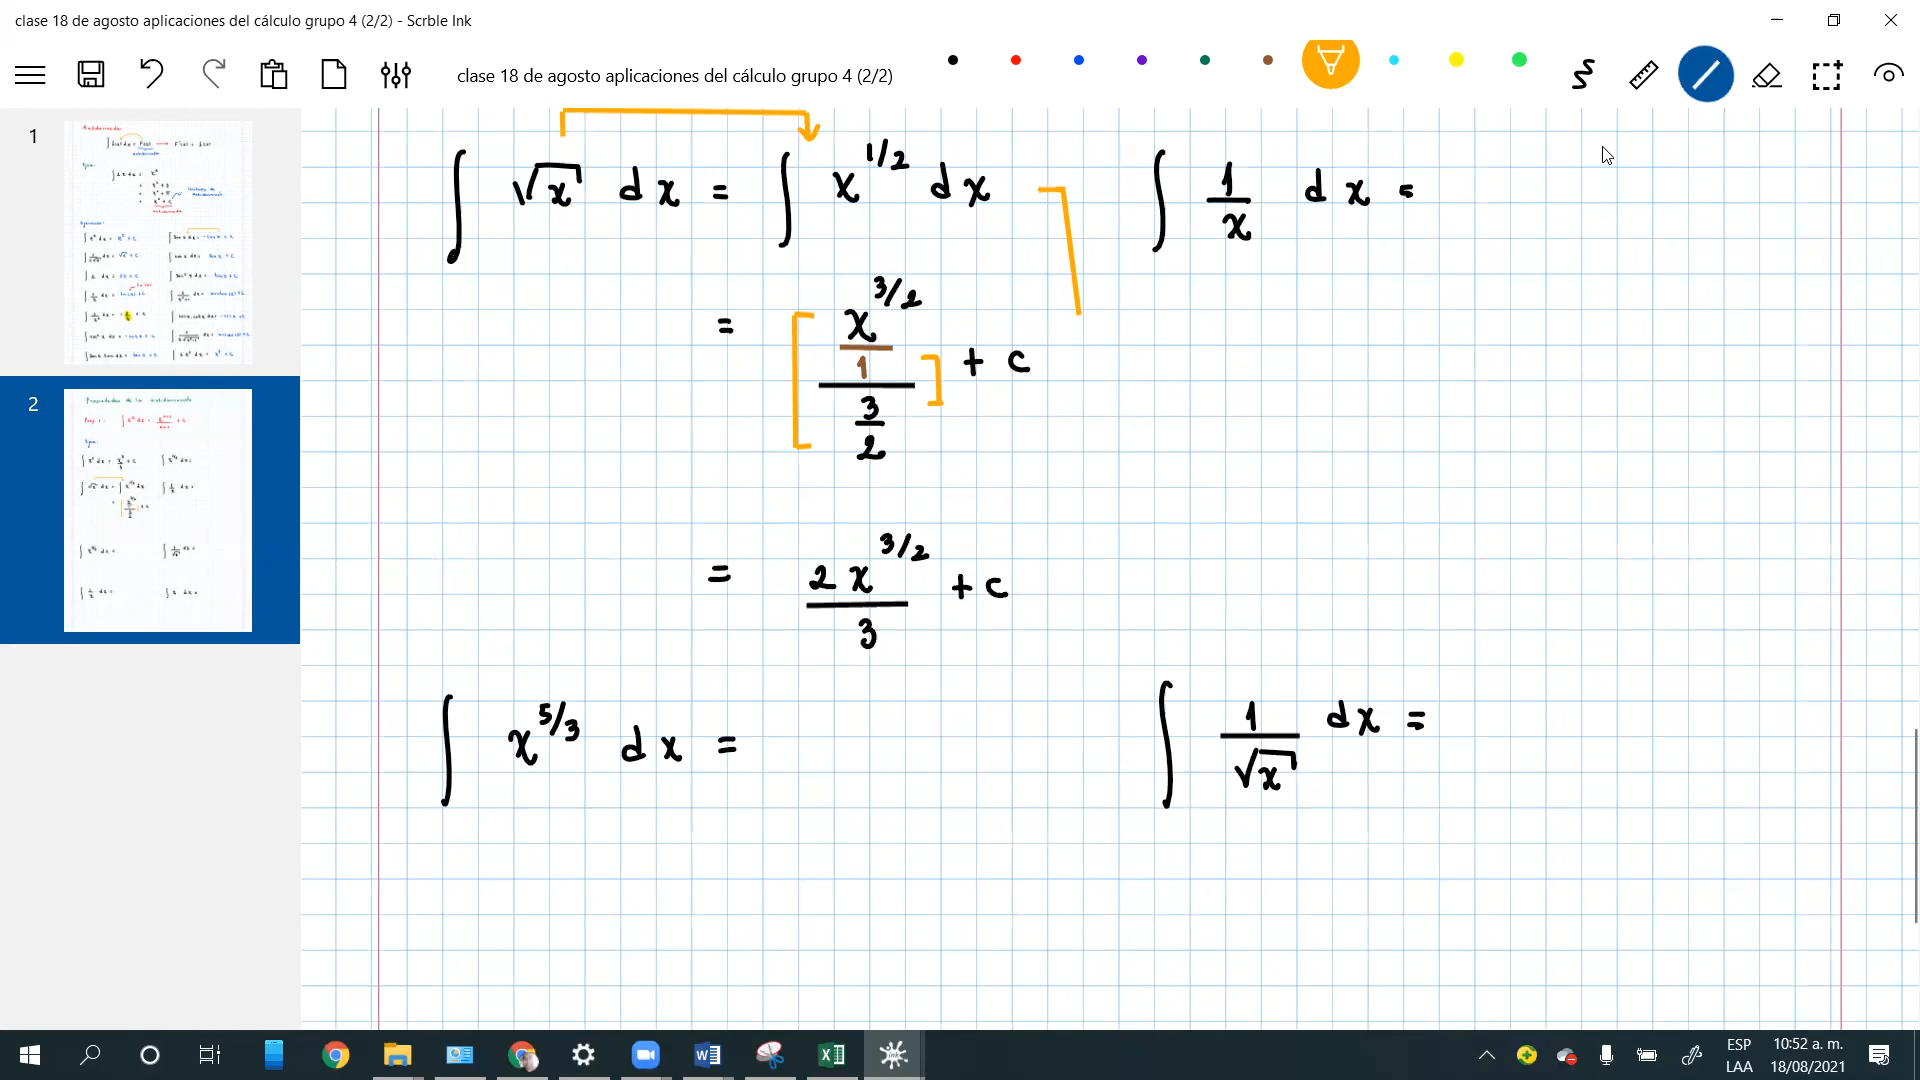 clase 18 de agosto aplicaciones del cálculo grupo 4 (2/2) - Scrble Ink
clase 18 de agosto aplicaciones del cálculo grupo 4 (2/2)
1
2
∫ √x dx = ∫ x^1/2 dx
= [x^3/2 / 1 / 3/2] + c
= 2x^3/2 / 3 + c
∫ 1/x dx =
∫ x^5/3 dx =
∫ 1/√x dx =
ESP
LAA
10:52 a. m.
18/08/2021